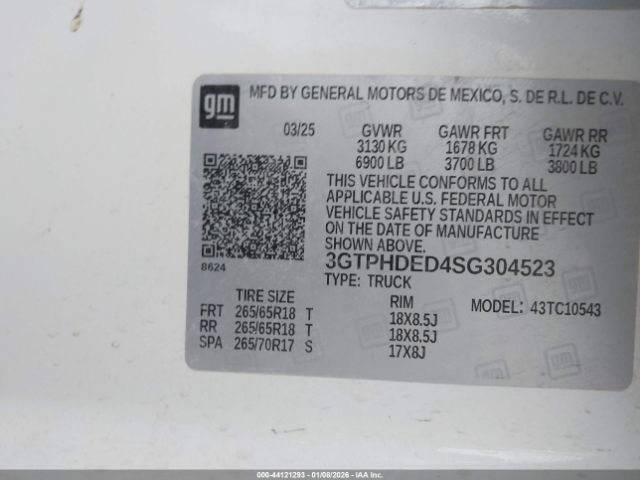 gm
MFD BY GENERAL MOTORS DE MEXICO, S. DE R.L. DE C.V.
03/25 GVWR GAWR FRT GAWR RR
3130 KG 1678 KG 1724 KG
6900 LB 3700 LB 3800 LB
THIS VEHICLE CONFORMS TO ALL
APPLICABLE U.S. FEDERAL MOTOR
VEHICLE SAFETY STANDARDS IN EFFECT
ON THE DATE OF MANUFACTURE
SHOWN ABOVE.
8624
3GTPHDED4SG304523
TYPE: TRUCK
TIRE SIZE RIM MODEL: 43TC10543
FRT 265/65R18 T 18X8.5J
RR 265/65R18 T 18X8.5J
SPA 265/70R17 S 17X8J
000-44121293 - 01/08/2026 - IAA Inc. - Copyright